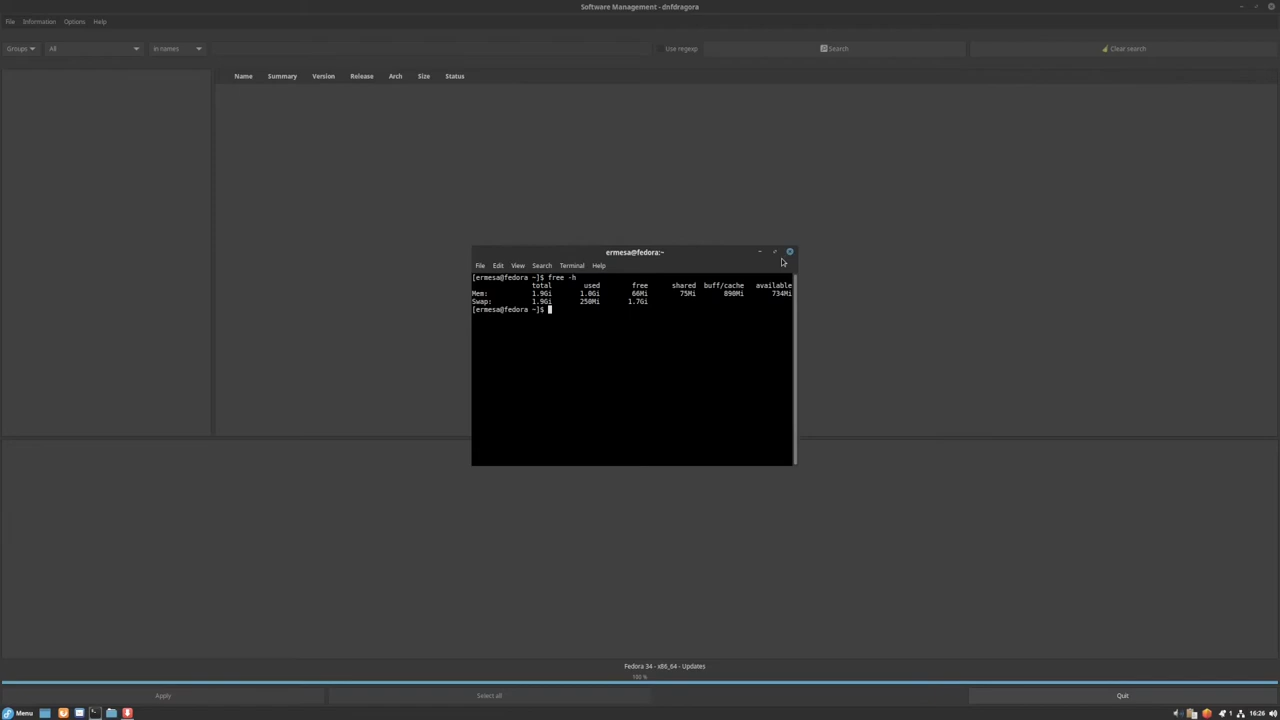 Software Management - dnfdragora
File Information Options Help
Groups All in names Use regexp Search Clear search
Name Summary Version Release Arch Size Status
ermesa@fedora:~
File Edit View Search Terminal Help
[ermesa@fedora ~]$ free -h
total used free shared buff/cache available
Mem: 1.9Gi 1.0Gi 66Mi 75Mi 890Mi 734Mi
Swap: 1.9Gi 250Mi 1.7Gi
[ermesa@fedora ~]$
Fedora 34 - x86_64 - Updates
100 %
Apply Select all Quit
Menu 1 16:26